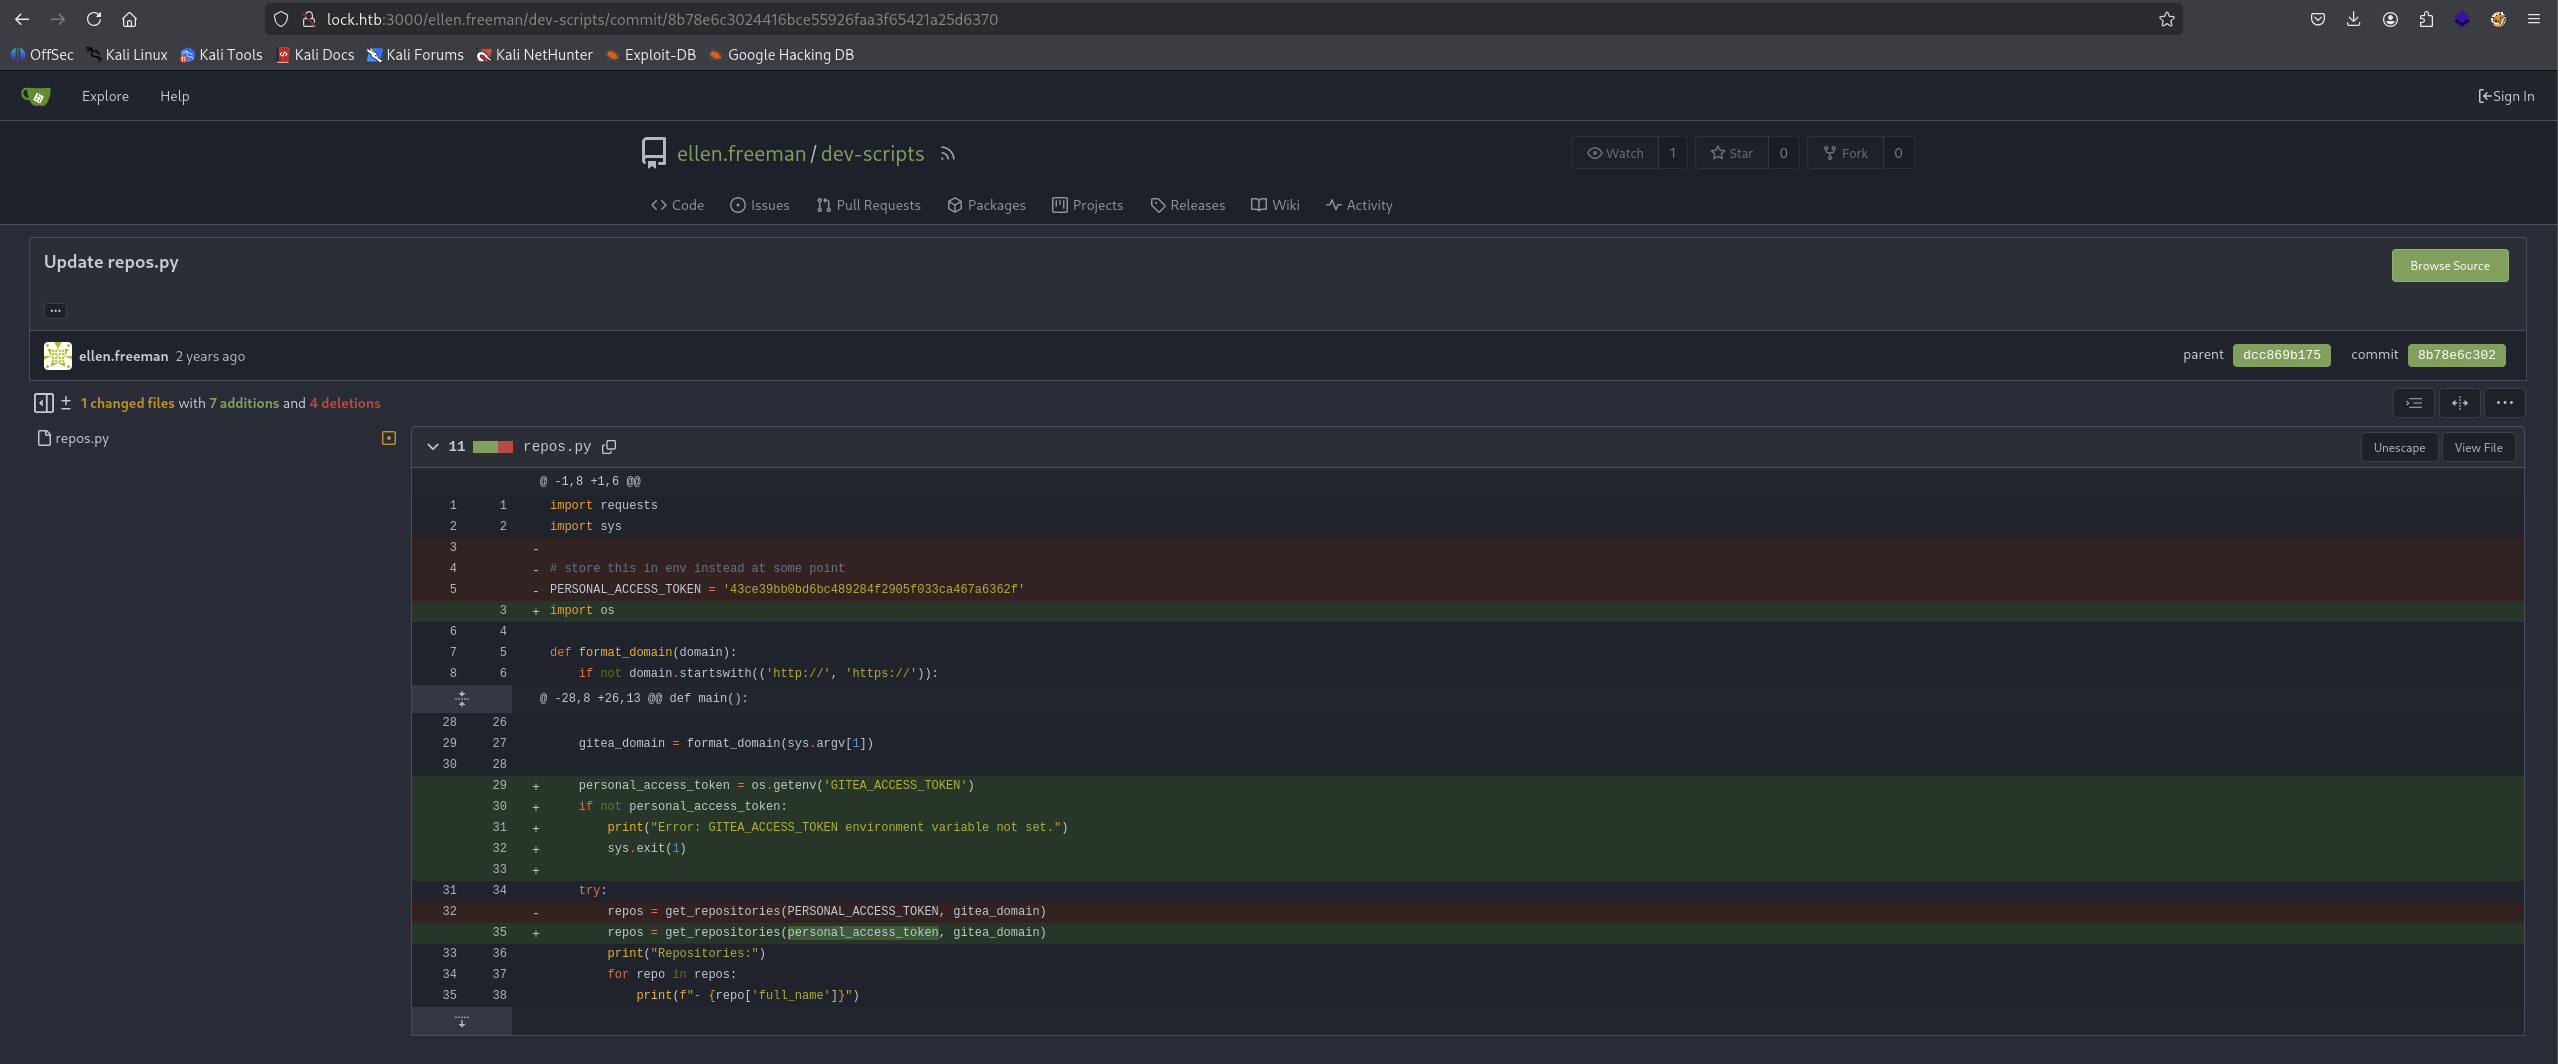 lock.htb:3000/ellen.freeman/dev-scripts/commit/8b78e6c3024416bce55926faa3f65421a25d6370
OffSec Kali Linux Kali Tools Kali Docs Kali Forums Kali NetHunter Exploit-DB Google Hacking DB
Explore Help Sign In
ellen.freeman / dev-scripts Watch 1 Star 0 Fork 0
Code Issues Pull Requests Packages Projects Releases Wiki Activity
Update repos.py Browse Source
...
ellen.freeman 2 years ago parent dcc869b175 commit 8b78e6c302
1 changed files with 7 additions and 4 deletions
repos.py
11 repos.py Unescape View File
@ -1,8 +1,6 @@
1 1 import requests
2 2 import sys
3 -
4 - # store this in env instead at some point
5 - PERSONAL_ACCESS_TOKEN = '43ce39bb0bd6bc489284f2905f033ca467a6362f'
3 + import os
6 4
7 5 def format_domain(domain):
8 6 if not domain.startswith(('http://', 'https://')):
@ -28,8 +26,13 @@ def main():
28 26
29 27 gitea_domain = format_domain(sys.argv[1])
30 28
29 + personal_access_token = os.getenv('GITEA_ACCESS_TOKEN')
30 + if not personal_access_token:
31 + print("Error: GITEA_ACCESS_TOKEN environment variable not set.")
32 + sys.exit(1)
33 +
31 34 try:
32 - repos = get_repositories(PERSONAL_ACCESS_TOKEN, gitea_domain)
35 + repos = get_repositories(personal_access_token, gitea_domain)
33 36 print("Repositories:")
34 37 for repo in repos:
35 38 print(f"- {repo['full_name']}")